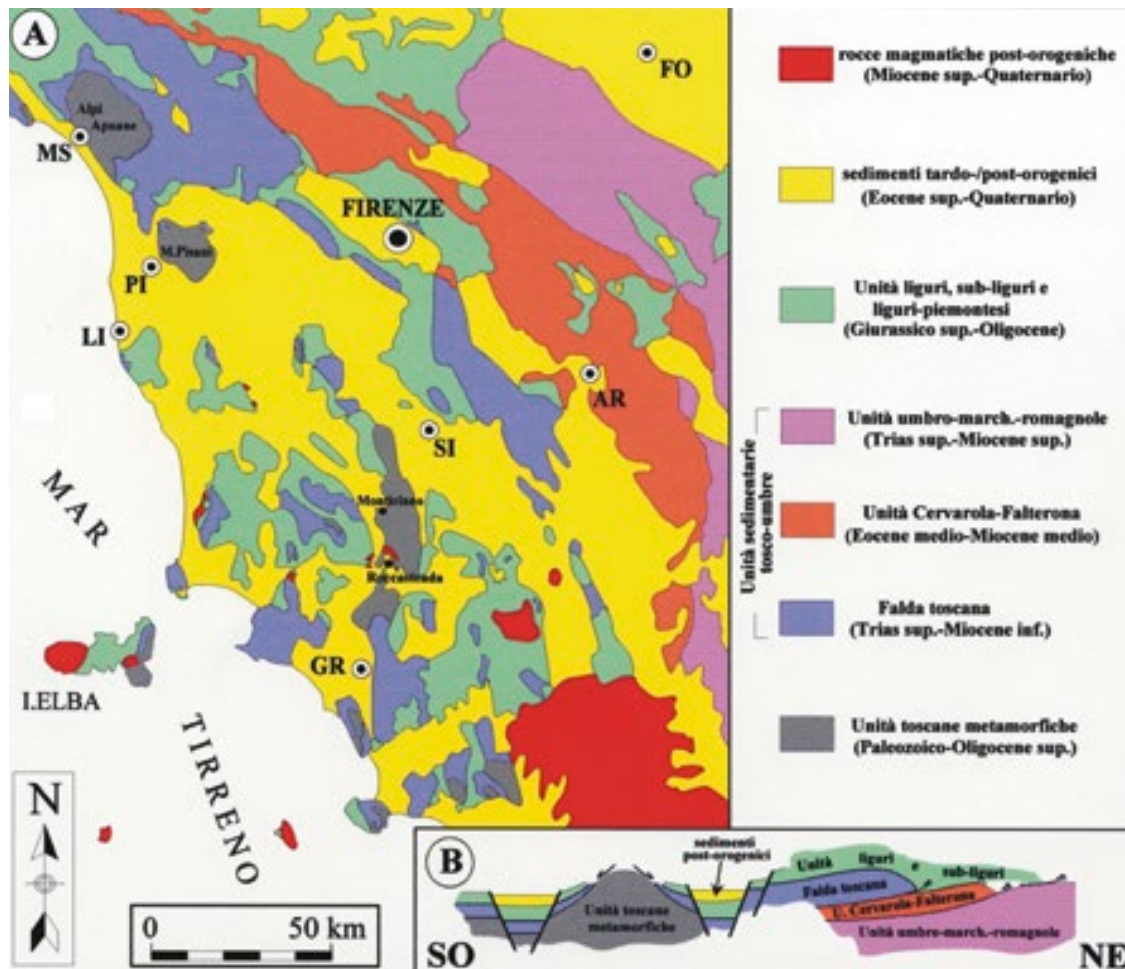 A
FO
Alpi
Apuane
MS
FIRENZE
M.Pisani
PI
LI
AR
SI
MAR
Roccastrada
GR
I.ELBA
TIRRENO
N
0 50 km
rocce magmatiche post-orogeniche
(Miocene sup.-Quaternario)
sedimenti tardo-/post-orogenici
(Eocene sup.-Quaternario)
Unità liguri, sub-liguri e
liguri-piemontesi
(Giurassico sup.-Oligocene)
Unità sedimentarie
tosco-umbre
Unità umbro-march.-romagnole
(Trias sup.-Miocene sup.)
Unità Cervarola-Falterona
(Eocene medio-Miocene medio)
Falda toscana
(Trias sup.-Miocene inf.)
Unità toscane metamorfiche
(Paleozoico-Oligocene sup.)
B
sedimenti
post-orogenici
Unità liguri e sub-liguri
Falda toscana
U. Cervarola-Falterona
Unità toscane
metamorfiche
Unità umbro-march.-romagnole
SO
NE